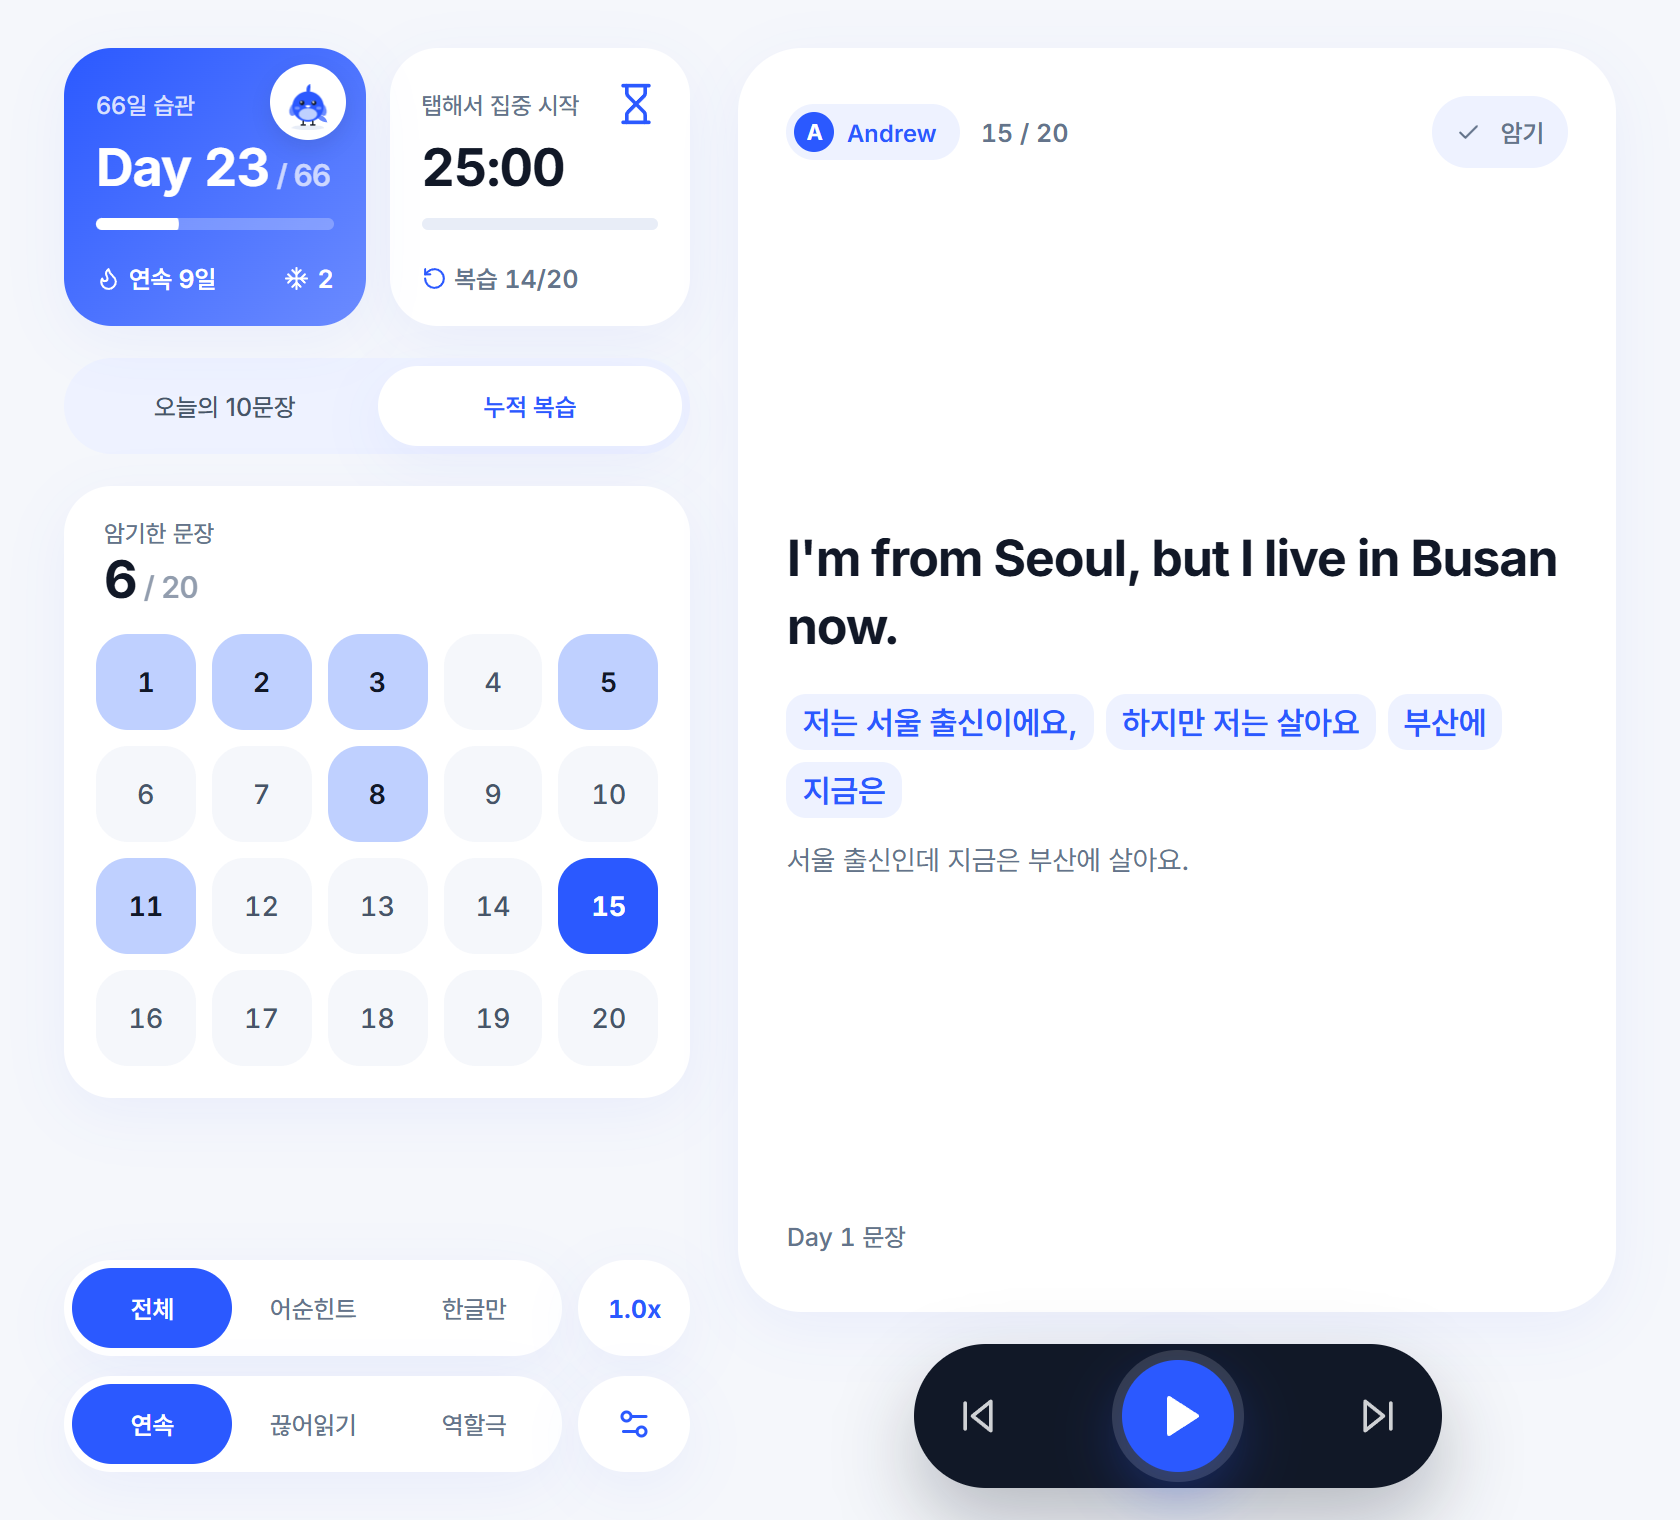 66일 습관
Day 23 / 66
연속 9일
2
탭해서 집중 시작
25:00
복습 14/20
오늘의 10문장
누적 복습
암기한 문장
6 / 20
1 2 3 4 5
6 7 8 9 10
11 12 13 14 15
16 17 18 19 20
전체 어순힌트 한글만 1.0x
연속 끊어읽기 역할극
A Andrew 15 / 20
암기
I'm from Seoul, but I live in Busan
now.
저는 서울 출신이에요, 하지만 저는 살아요 부산에
지금은
서울 출신인데 지금은 부산에 살아요.
Day 1 문장